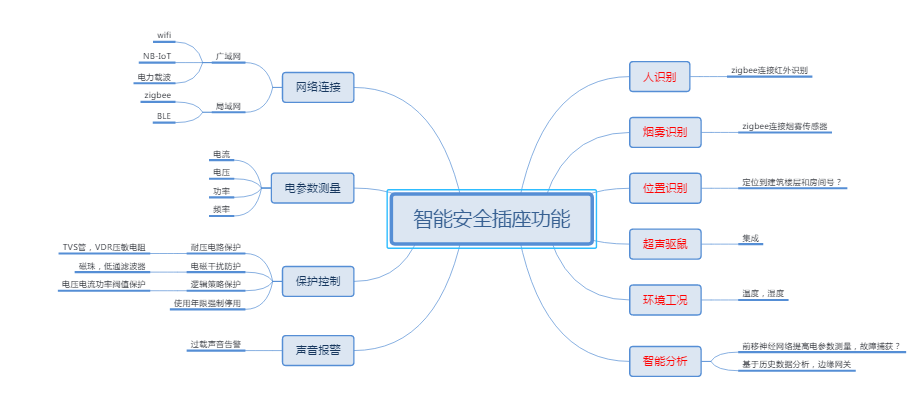 智能安全插座功能
网络连接
广域网
wifi
NB-IoT
电力载波
局域网
zigbee
BLE
电参数测量
电流
电压
功率
频率
保护控制
耐压电路保护
TVS管，VDR压敏电阻
电磁干扰防护
磁珠，低通滤波器
逻辑策略保护
电压电流功率阀值保护
使用年限强制停用
声音报警
过载声音告警
人识别
zigbee连接红外识别
烟雾识别
zigbee连接烟雾传感器
位置识别
定位到建筑楼层和房间号？
超声驱鼠
集成
环境工况
温度，湿度
智能分析
前移神经网络提高电参数测量，故障捕获？
基于历史数据分析，边缘网关